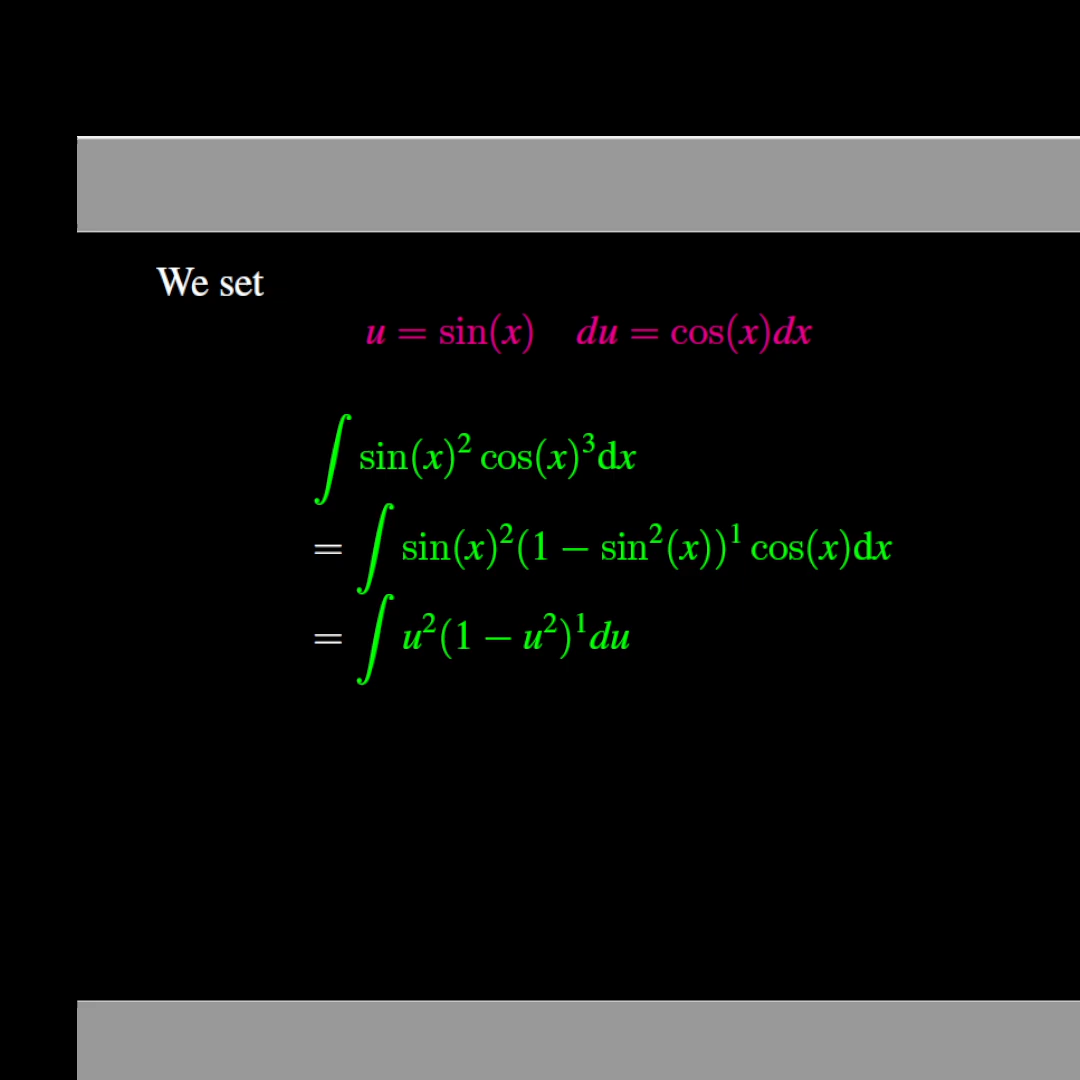 We set
u = sin(x) du = cos(x)dx
∫ sin(x)² cos(x)³dx
= ∫ sin(x)²(1 − sin²(x))¹ cos(x)dx
= ∫ u²(1 − u²)¹du